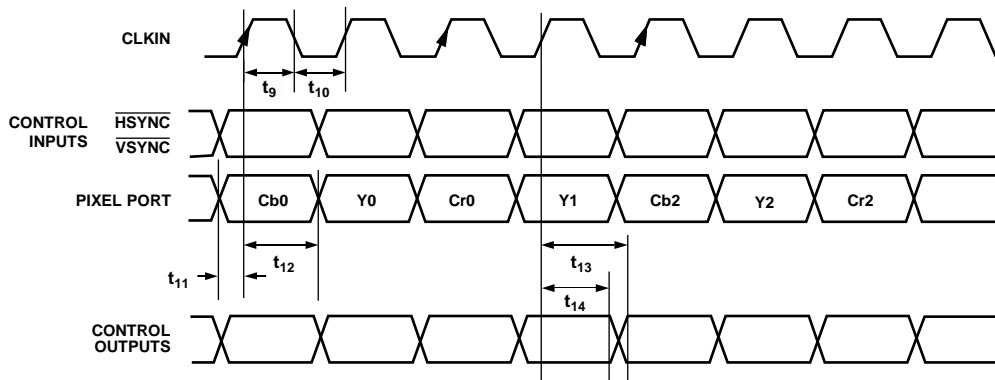 CLKIN
t9 t10
CONTROL INPUTS HSYNC VSYNC
PIXEL PORT Cb0 Y0 Cr0 Y1 Cb2 Y2 Cr2
t11 t12 t13
t14
CONTROL OUTPUTS